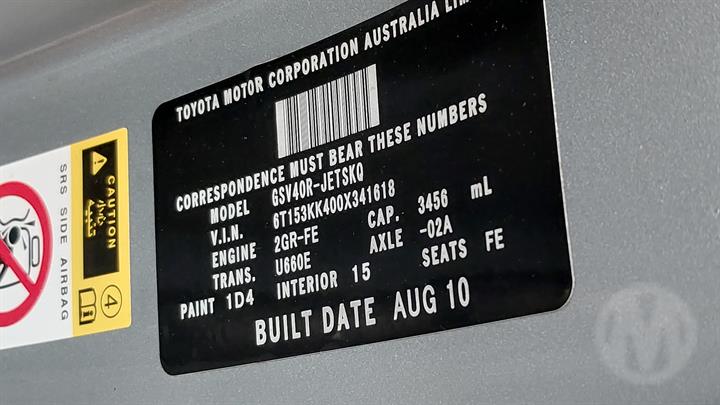 TOYOTA MOTOR CORPORATION AUSTRALIA
CORRESPONDENCE MUST BEAR THESE NUMBERS
MODEL GSV40R-JETSKQ
V.I.N. 6T153KK400X341618
ENGINE 2GR-FE CAP. 3456 mL
TRANS. U660E AXLE -02A
PAINT 1D4 INTERIOR 15 SEATS FE
BUILT DATE AUG 10
CAUTION
SRS SIDE AIRBAG
4
M